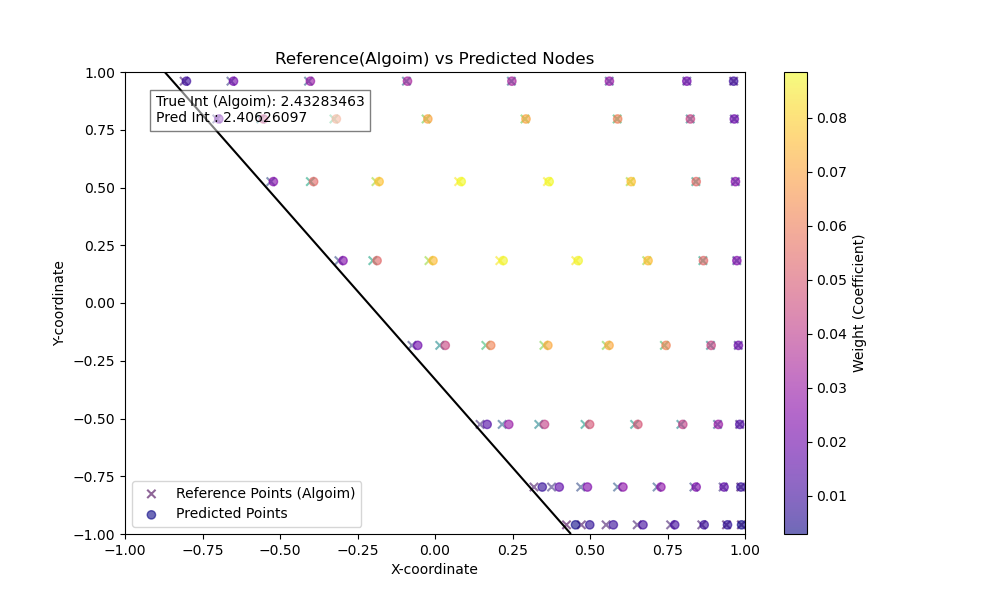 Reference(Algoim) vs Predicted Nodes
True Int (Algoim): 2.43283463
Pred Int : 2.40626097
1.00
0.75
0.50
0.25
0.00
−0.25
−0.50
−0.75
−1.00
Y-coordinate
Reference Points (Algoim)
Predicted Points
−1.00 −0.75 −0.50 −0.25 0.00 0.25 0.50 0.75 1.00
X-coordinate
0.08
0.07
0.06
0.05
0.04
0.03
0.02
0.01
Weight (Coefficient)